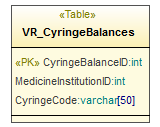 «Table»
VR_CyringeBalances
«PK» CyringeBalanceID:int
MedicineInstitutionID:int
CyringeCode:varchar[50]